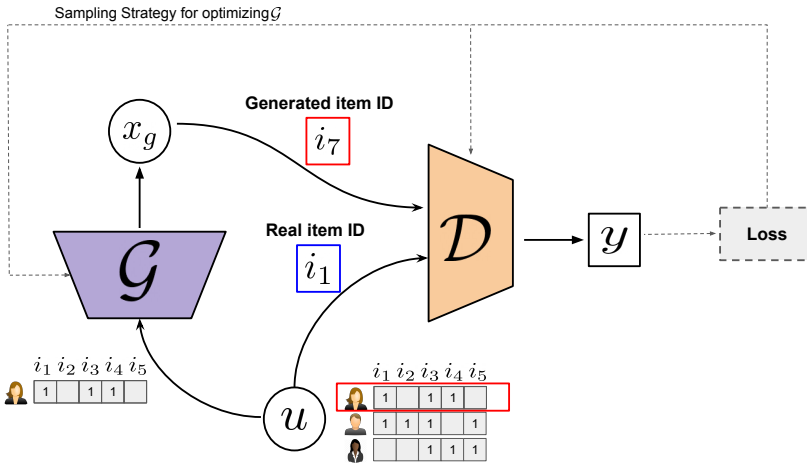 Sampling Strategy for optimizing 𝒢
Generated item ID
x_g
i_7
𝒢
Real item ID
i_1
𝒟
y
Loss
i_1 i_2 i_3 i_4 i_5
1 1 1
u
i_1 i_2 i_3 i_4 i_5
1 1 1
1 1 1 1
1 1 1